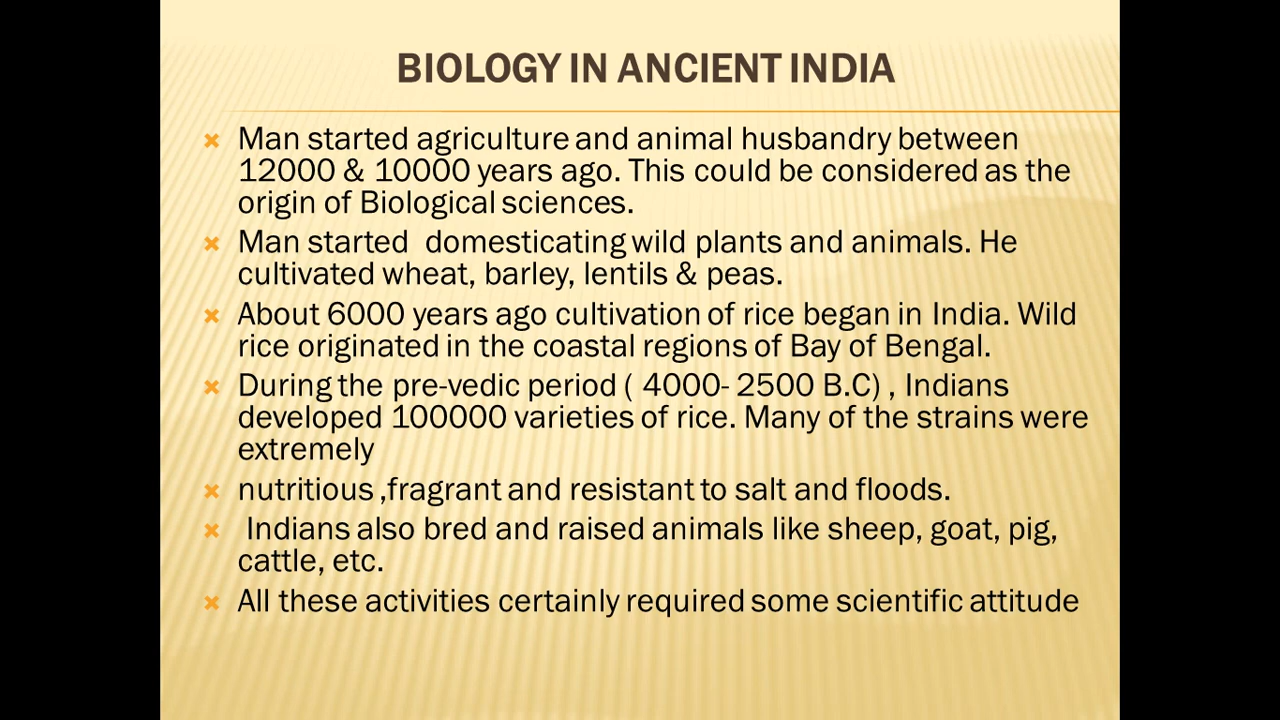 BIOLOGY IN ANCIENT INDIA
Man started agriculture and animal husbandry between
12000 & 10000 years ago. This could be considered as the
origin of Biological sciences.
Man started  domesticating wild plants and animals. He
cultivated wheat, barley, lentils & peas.
About 6000 years ago cultivation of rice began in India. Wild
rice originated in the coastal regions of Bay of Bengal.
During the pre-vedic period ( 4000- 2500 B.C) , Indians
developed 100000 varieties of rice. Many of the strains were
extremely
nutritious ,fragrant and resistant to salt and floods.
Indians also bred and raised animals like sheep, goat, pig,
cattle, etc.
All these activities certainly required some scientific attitude